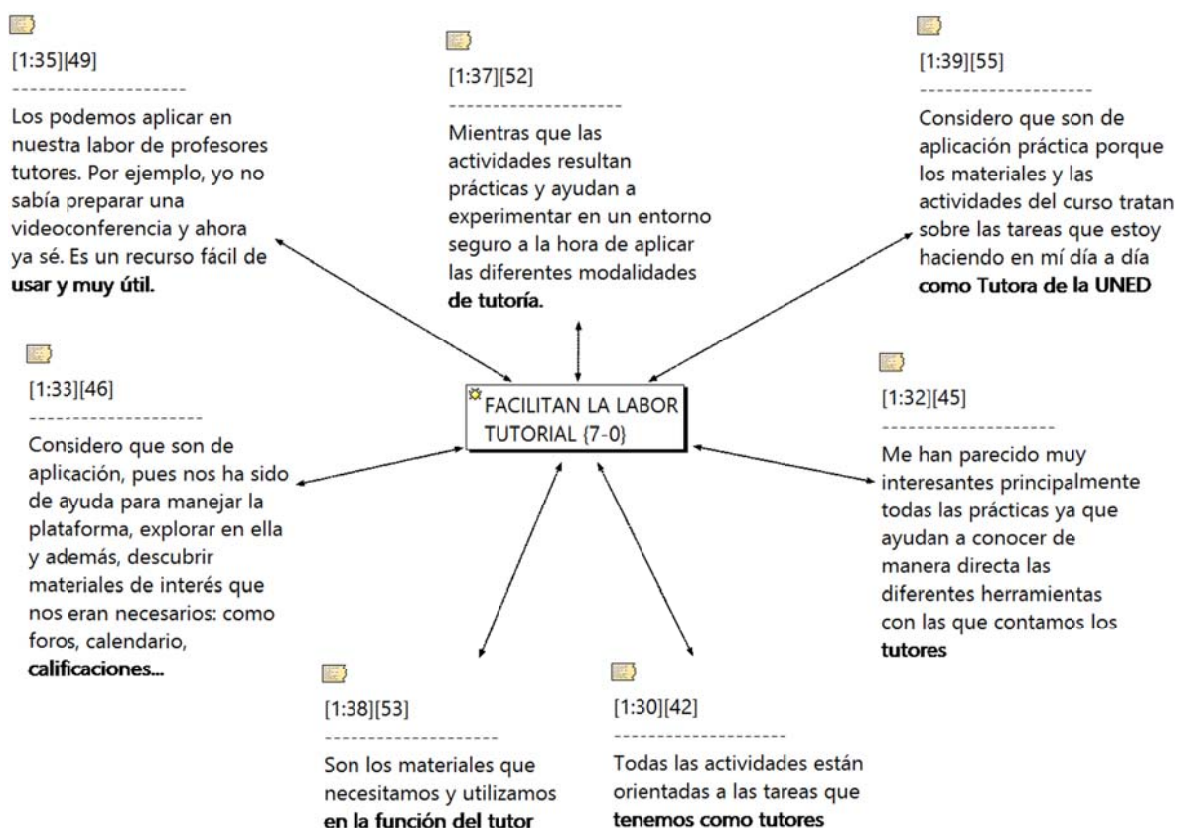 [1:35][49]
--------------------
Los podemos aplicar en
nuestra labor de profesores
tutores. Por ejemplo, yo no
sabía preparar una
videoconferencia y ahora
ya sé. Es un recurso fácil de
usar y muy útil.
[1:37][52]
--------------------
Mientras que las
actividades resultan
prácticas y ayudan a
experimentar en un entorno
seguro a la hora de aplicar
las diferentes modalidades
de tutoría.
[1:39][55]
--------------------
Considero que son de
aplicación práctica porque
los materiales y las
actividades del curso tratan
sobre las tareas que estoy
haciendo en mí día a día
como Tutora de la UNED
FACILITAN LA LABOR
TUTORIAL {7-0}
[1:33][46]
--------------------
Considero que son de
aplicación, pues nos ha sido
de ayuda para manejar la
plataforma, explorar en ella
y además, descubrir
materiales de interés que
nos eran necesarios: como
foros, calendario,
calificaciones...
[1:32][45]
--------------------
Me han parecido muy
interesantes principalmente
todas las prácticas ya que
ayudan a conocer de
manera directa las
diferentes herramientas
con las que contamos los
tutores
[1:38][53]
--------------------
Son los materiales que
necesitamos y utilizamos
en la función del tutor
[1:30][42]
--------------------
Todas las actividades están
orientadas a las tareas que
tenemos como tutores